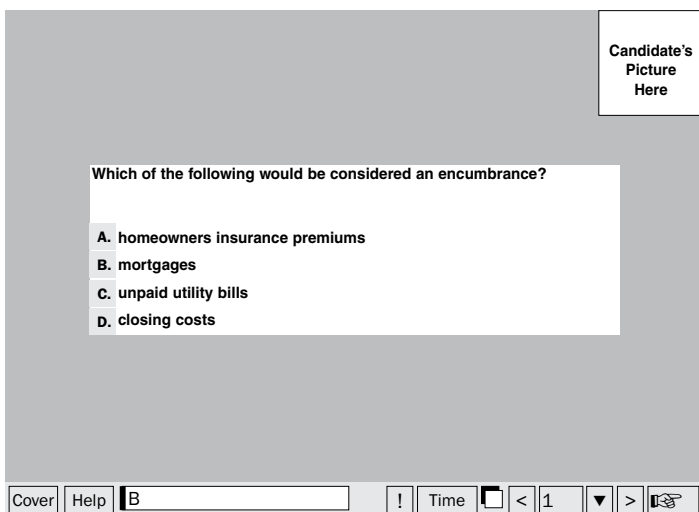 Candidate's
Picture
Here
Which of the following would be considered an encumbrance?
A. homeowners insurance premiums
B. mortgages
C. unpaid utility bills
D. closing costs
Cover Help B ! Time < 1 ▼ > ☞